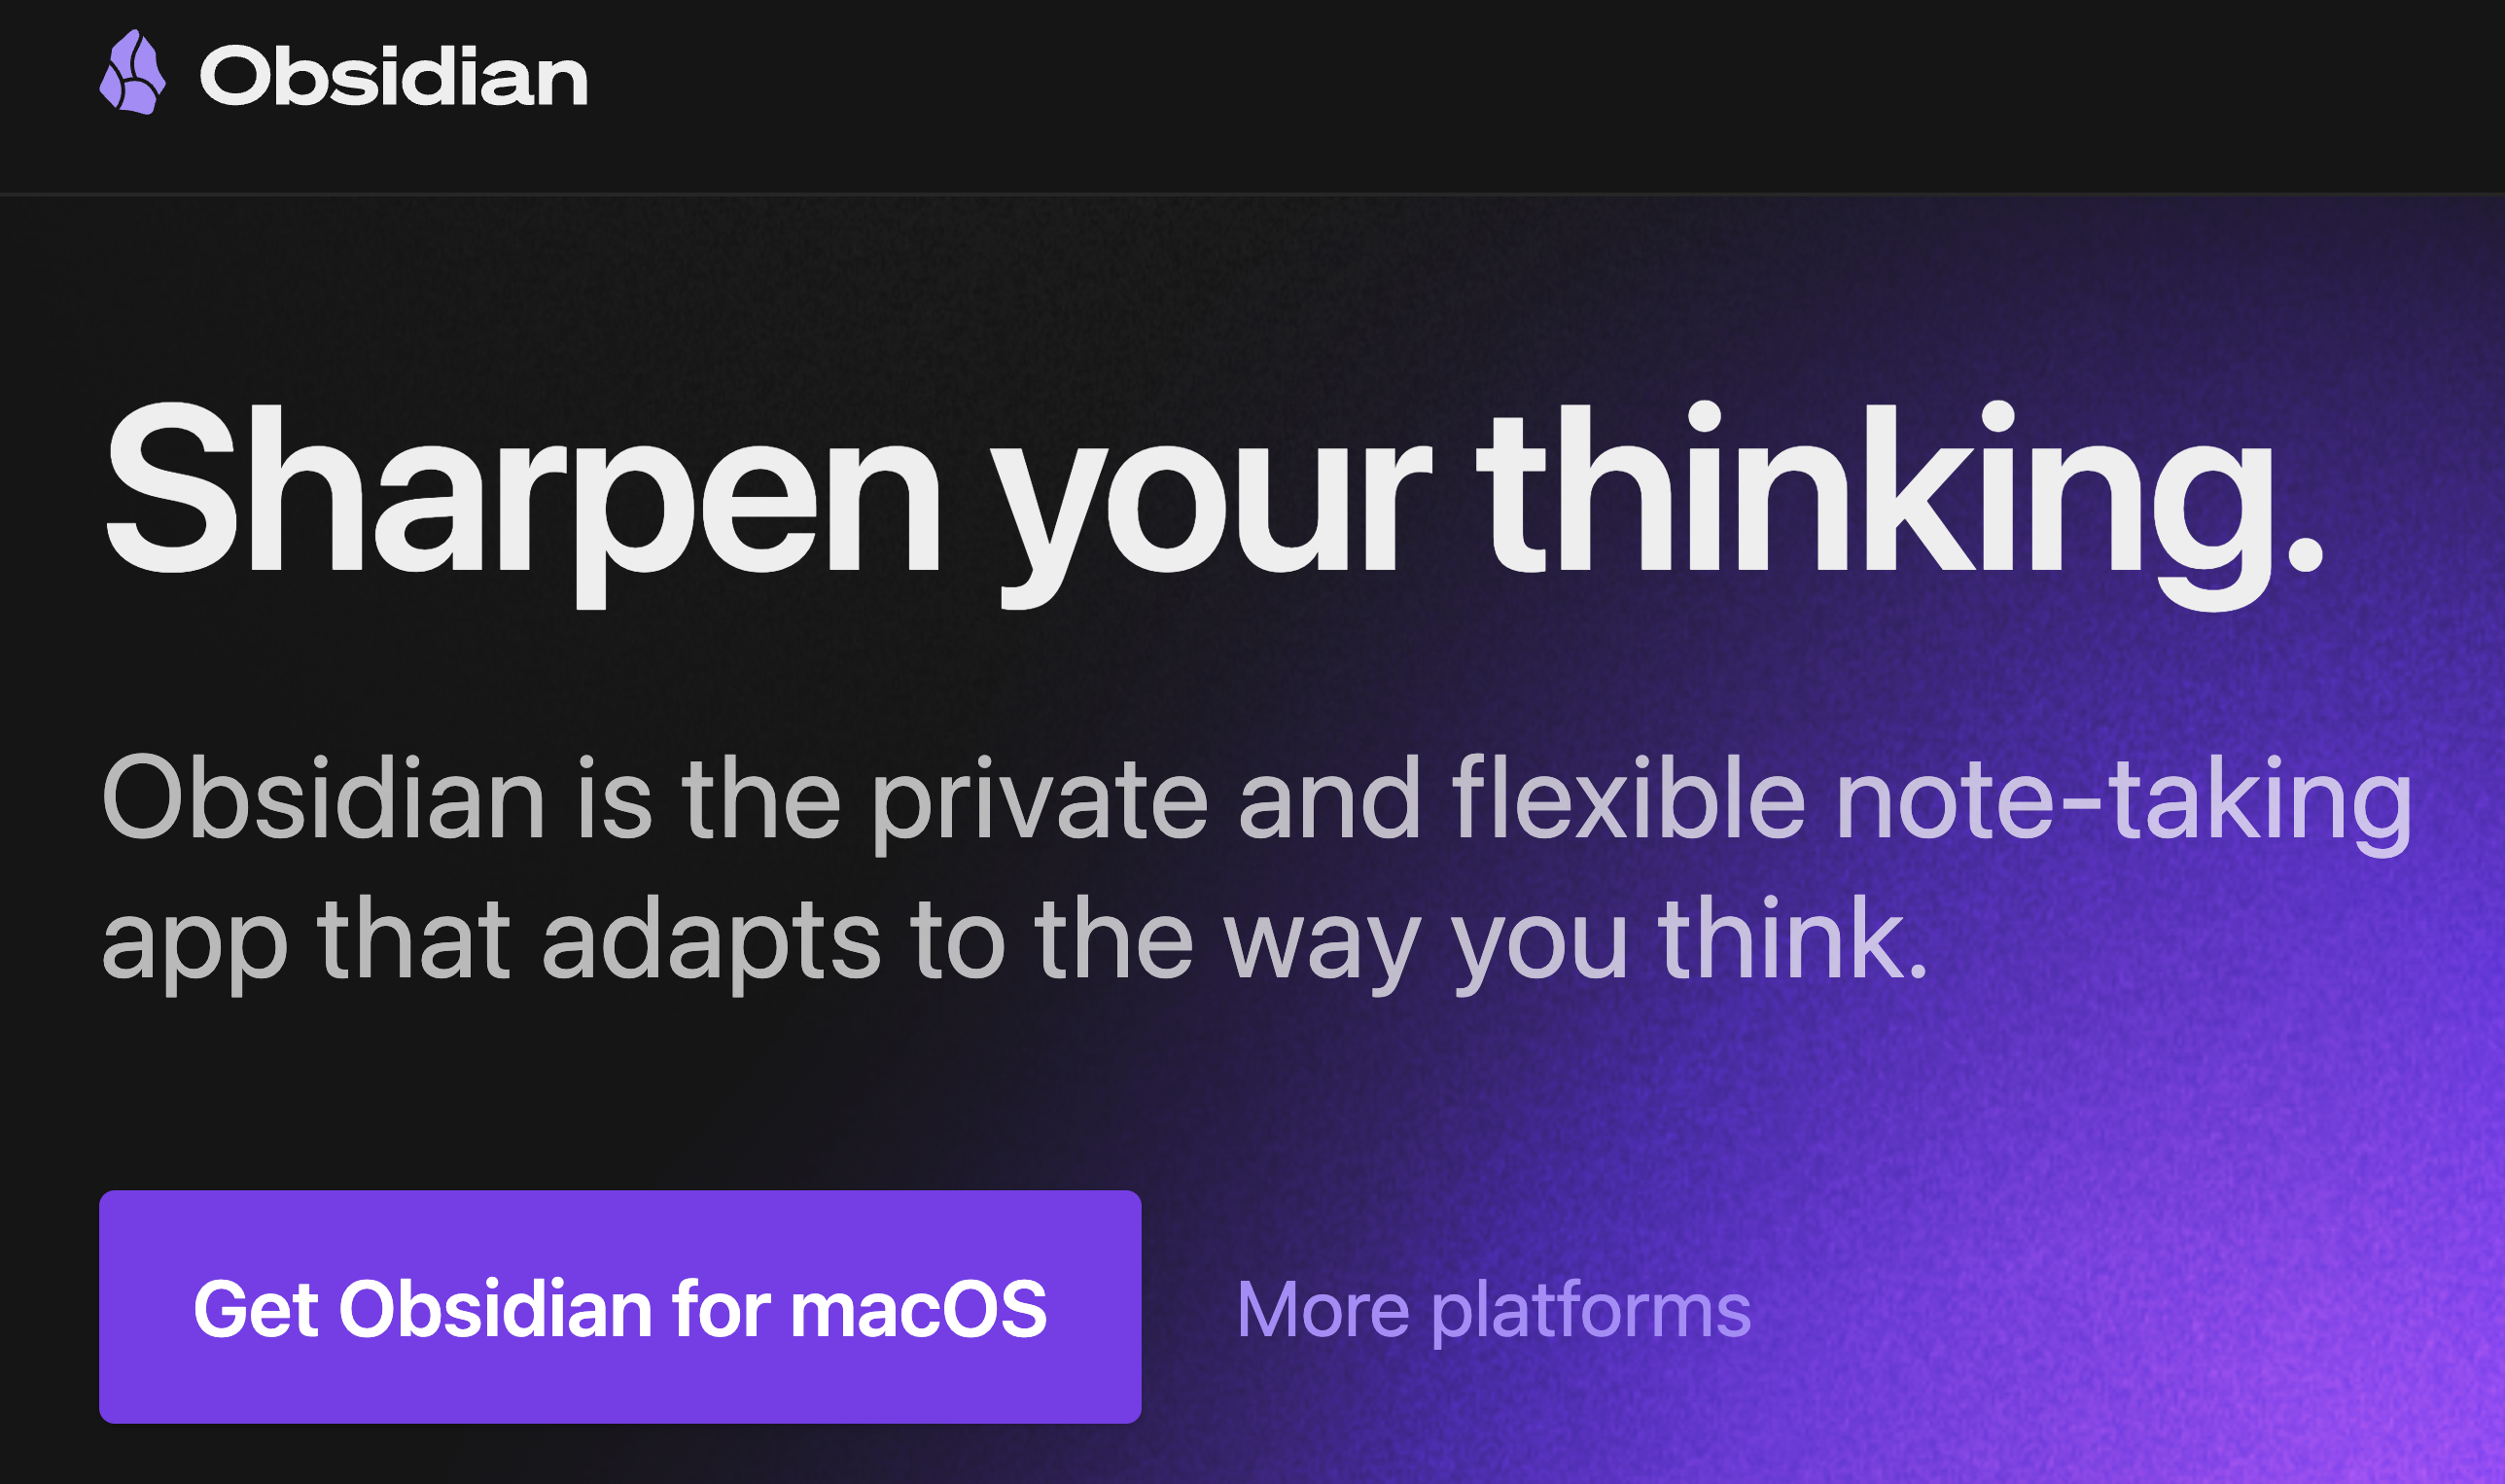 Obsidian
Sharpen your thinking.
Obsidian is the private and flexible note-taking
app that adapts to the way you think.
Get Obsidian for macOS
More platforms